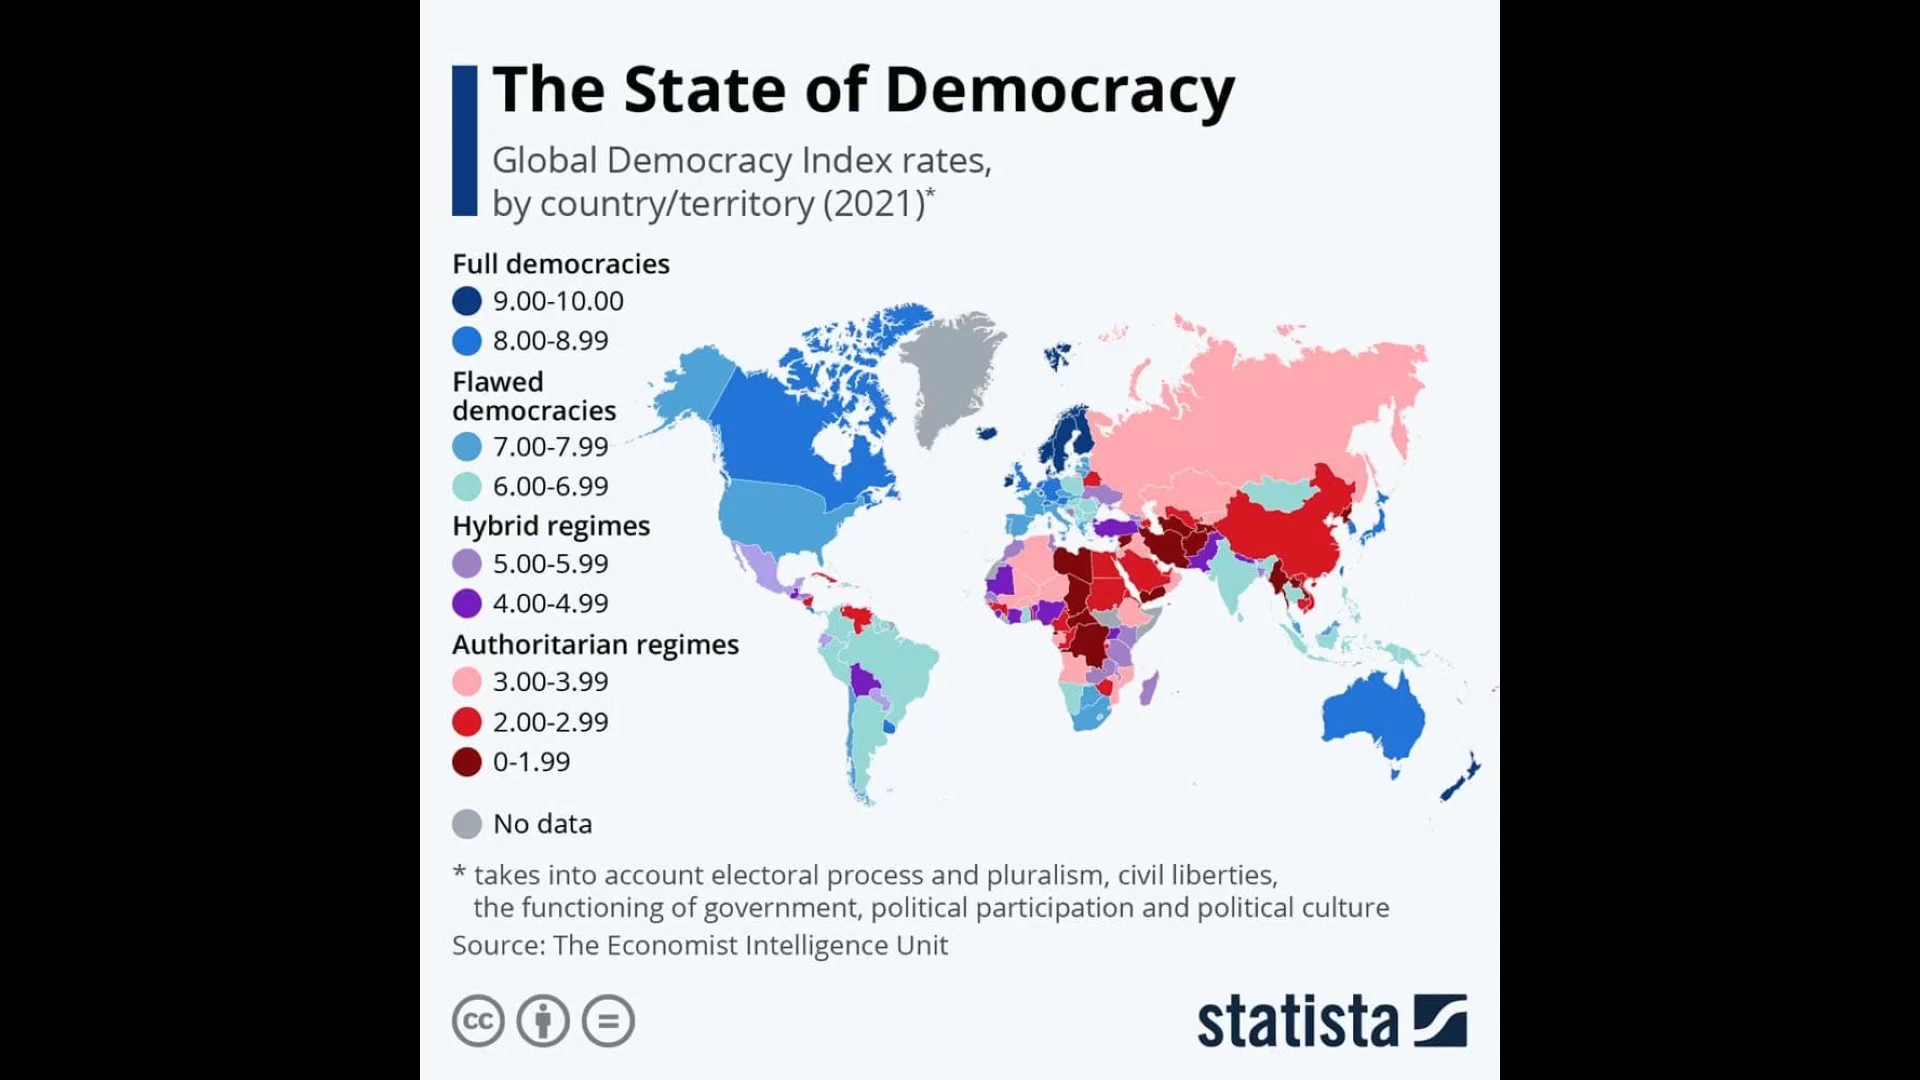 The State of Democracy
Global Democracy Index rates,
by country/territory (2021)*
Full democracies
9.00-10.00
8.00-8.99
Flawed
democracies
7.00-7.99
6.00-6.99
Hybrid regimes
5.00-5.99
4.00-4.99
Authoritarian regimes
3.00-3.99
2.00-2.99
0-1.99
No data
* takes into account electoral process and pluralism, civil liberties,
the functioning of government, political participation and political culture
Source: The Economist Intelligence Unit
cc
statista